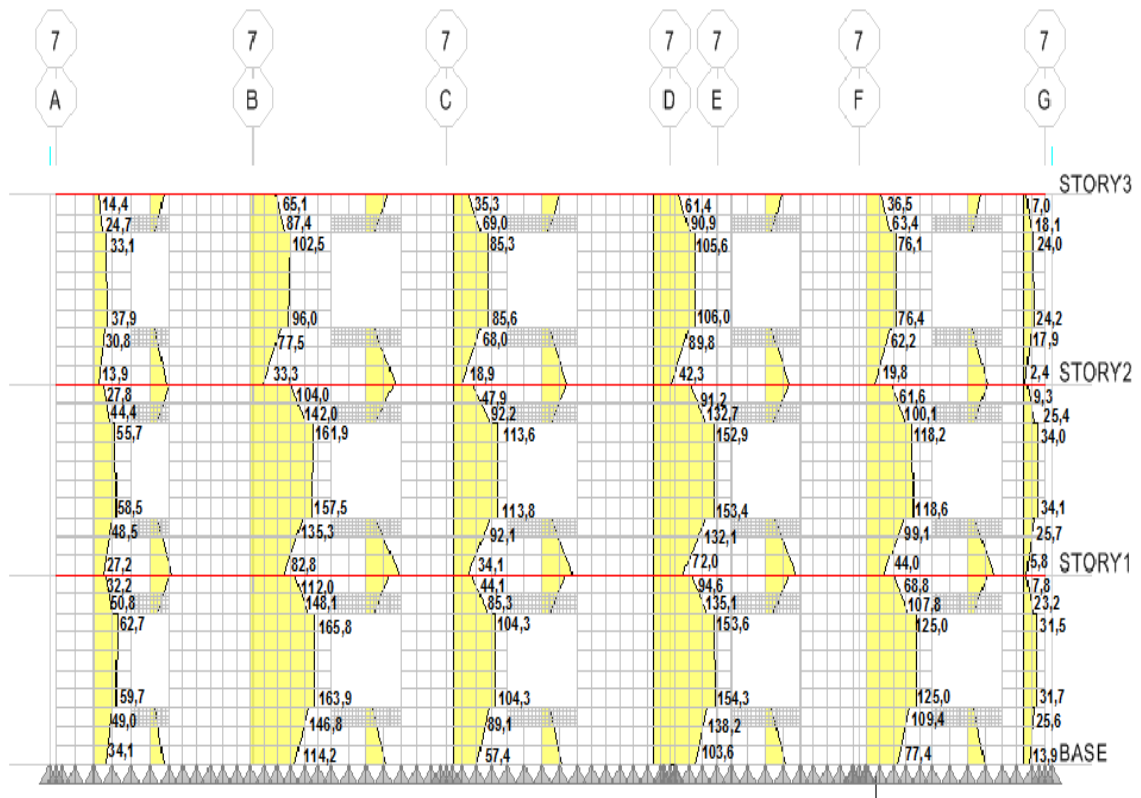 7 7 7 7 7 7 7
A B C D E F G
STORY3
14,4 65,1 35,3 61,4 36,5 7,0
24,7 87,4 69,0 90,9 63,4 18,1
33,1 102,5 85,3 105,6 76,1 24,0
37,9 96,0 85,6 106,0 76,4 24,2
30,8 77,5 68,0 89,8 62,2 17,9
13,9 33,3 18,9 42,3 19,8 2,4 STORY2
27,8 104,0 47,9 91,2 61,6 9,3
44,4 142,0 92,2 132,7 100,1 25,4
55,7 161,9 113,6 152,9 118,2 34,0
58,5 157,5 113,8 153,4 118,6 34,1
48,5 135,3 92,1 132,1 99,1 25,7
27,2 82,8 34,1 72,0 44,0 5,8 STORY1
32,2 112,0 44,1 94,6 68,8 7,8
50,8 148,1 85,3 135,1 107,8 23,2
62,7 165,8 104,3 153,6 125,0 31,5
59,7 163,9 104,3 154,3 125,0 31,7
49,0 146,8 89,1 138,2 109,4 25,6
34,1 114,2 57,4 103,6 77,4 13,9 BASE